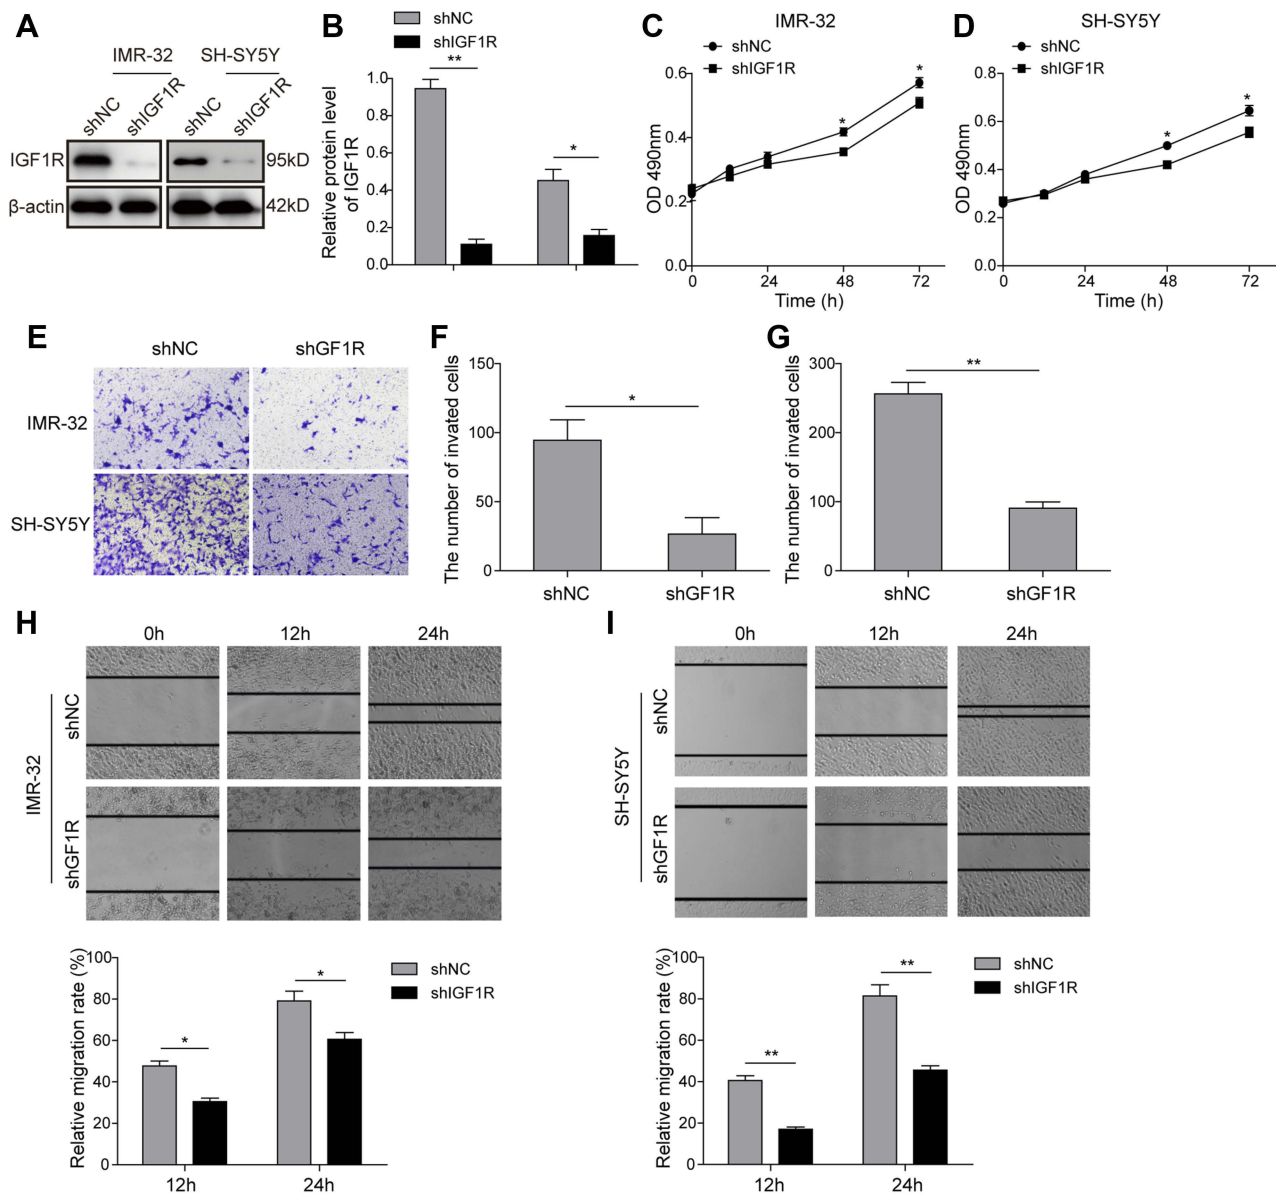 A
IMR-32
SH-SY5Y
shNC
shIGF1R
shNC
shIGF1R
IGF1R
95kD
β-actin
42kD
B
shNC
shIGF1R
Relative protein level
of IGF1R
1.0
0.8
0.6
0.4
0.2
0.0
**
*
C
IMR-32
shNC
shIGF1R
OD 490nm
0.6
0.4
0.2
0.0
*
*
0
24
48
72
Time (h)
D
SH-SY5Y
shNC
shIGF1R
OD 490nm
0.8
0.6
0.4
0.2
0.0
*
*
0
24
48
72
Time (h)
E
shNC
shGF1R
IMR-32
SH-SY5Y
F
The number of invated cells
150
100
50
0
*
shNC
shGF1R
G
The number of invated cells
300
200
100
0
**
shNC
shGF1R
H
0h
12h
24h
IMR-32
shNC
shGF1R
Relative migration rate (%)
100
80
60
40
20
0
*
*
12h
24h
shNC
shIGF1R
I
0h
12h
24h
SH-SY5Y
shNC
shGF1R
Relative migration rate (%)
100
80
60
40
20
0
**
**
12h
24h
shNC
shIGF1R